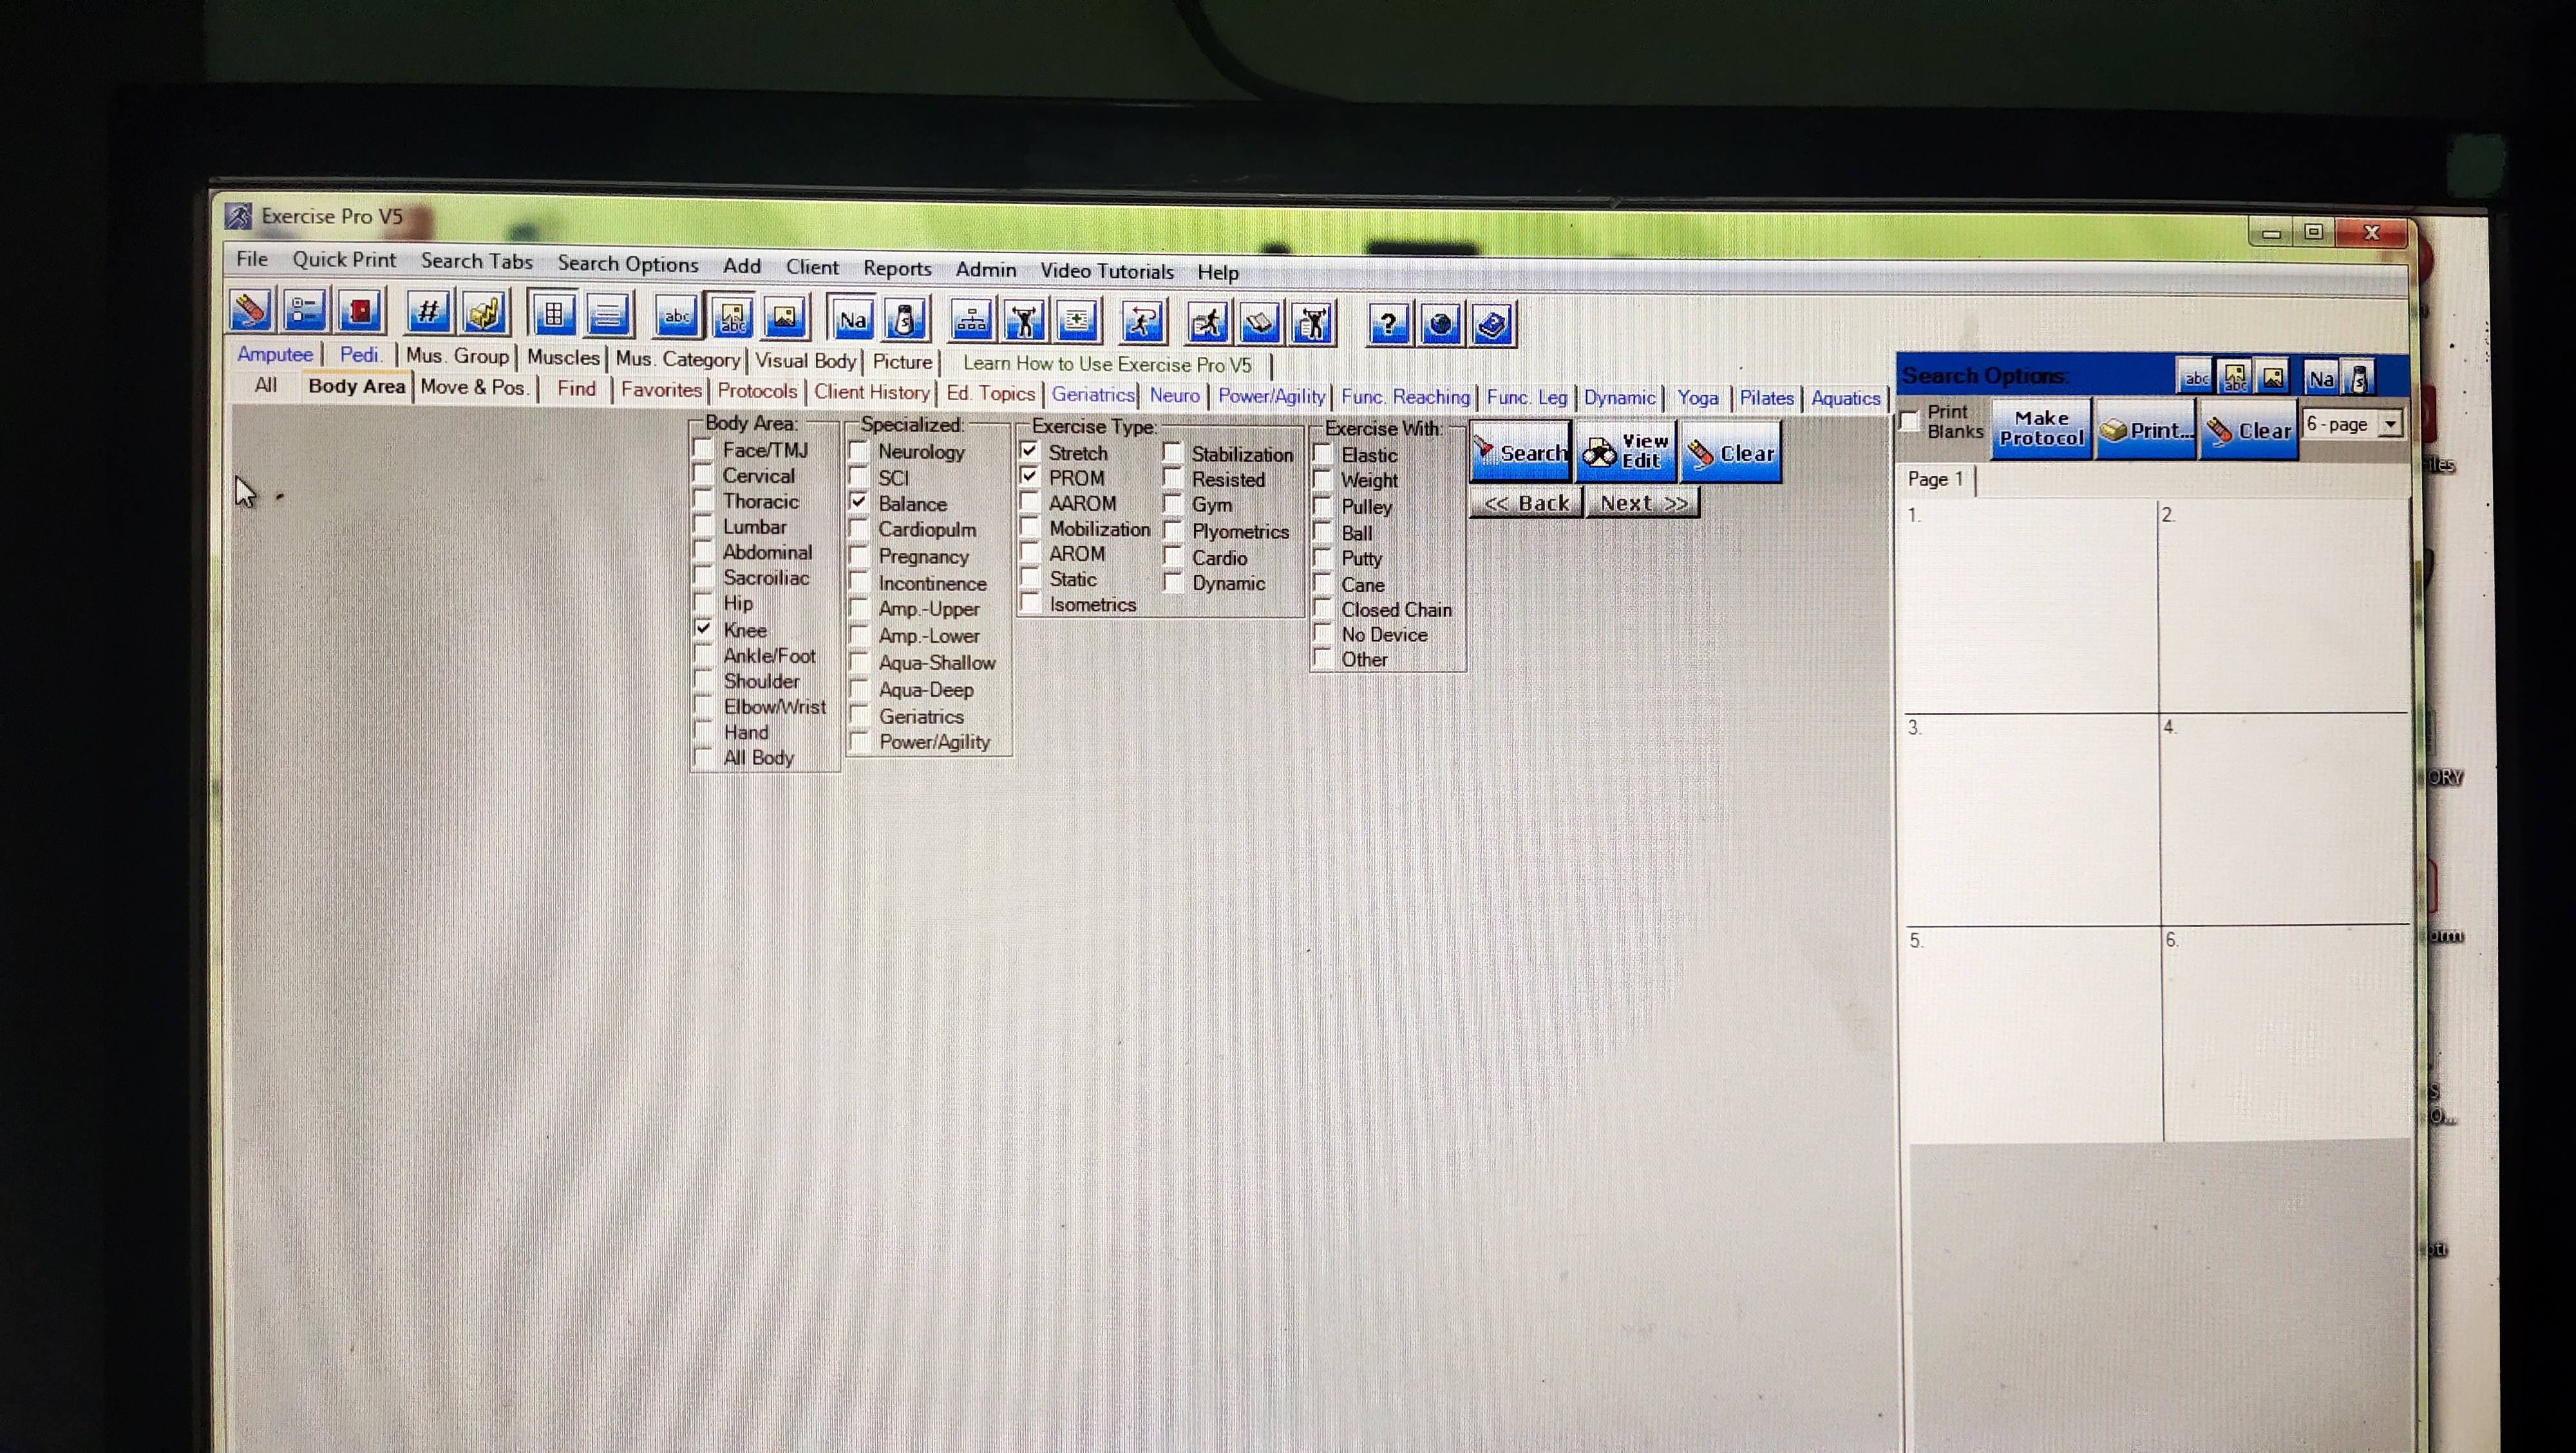 Exercise Pro V5
File Quick Print Search Tabs Search Options Add Client Reports Admin Video Tutorials Help
# abc abc Na ?
Amputee Pedi. Mus. Group Muscles Mus. Category Visual Body Picture Learn How to Use Exercise Pro V5
All Body Area Move & Pos. Find Favorites Protocols Client History Ed. Topics Geriatrics Neuro Power/Agility Func. Reaching Func. Leg Dynamic Yoga Pilates Aquatics
Body Area:
Face/TMJ
Cervical
Thoracic
Lumbar
Abdominal
Sacroiliac
Hip
Knee
Ankle/Foot
Shoulder
Elbow/Wrist
Hand
All Body
Specialized:
Neurology
SCI
Balance
Cardiopulm
Pregnancy
Incontinence
Amp.-Upper
Amp.-Lower
Aqua-Shallow
Aqua-Deep
Geriatrics
Power/Agility
Exercise Type:
Stretch Stabilization
PROM Resisted
AAROM Gym
Mobilization Plyometrics
AROM Cardio
Static Dynamic
Isometrics
Exercise With:
Elastic
Weight
Pulley
Ball
Putty
Cane
Closed Chain
No Device
Other
Search View Edit Clear
<< Back Next >>
Search Options:
abc abc Na
Print Blanks Make Protocol Print... Clear 6 - page
Page 1
1. 2.
3. 4.
5. 6.